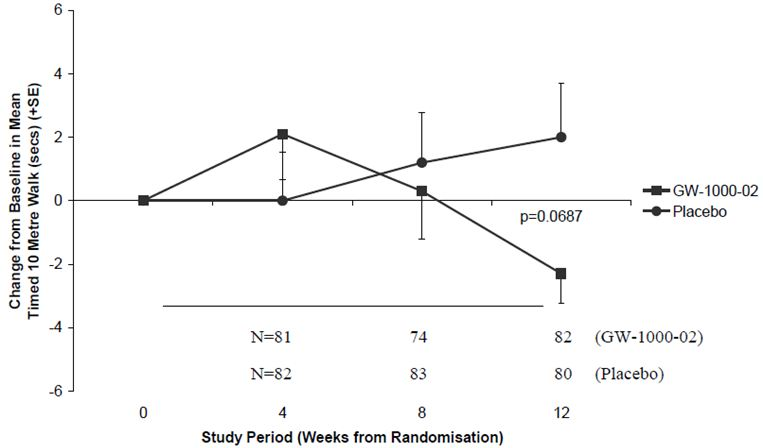 6
4
2
0
-2
-4
-6
Change from Baseline in Mean
Timed 10 Metre Walk (secs) (+SE)
GW-1000-02
Placebo
p=0.0687
N=81 74 82 (GW-1000-02)
N=82 83 80 (Placebo)
0 4 8 12
Study Period (Weeks from Randomisation)